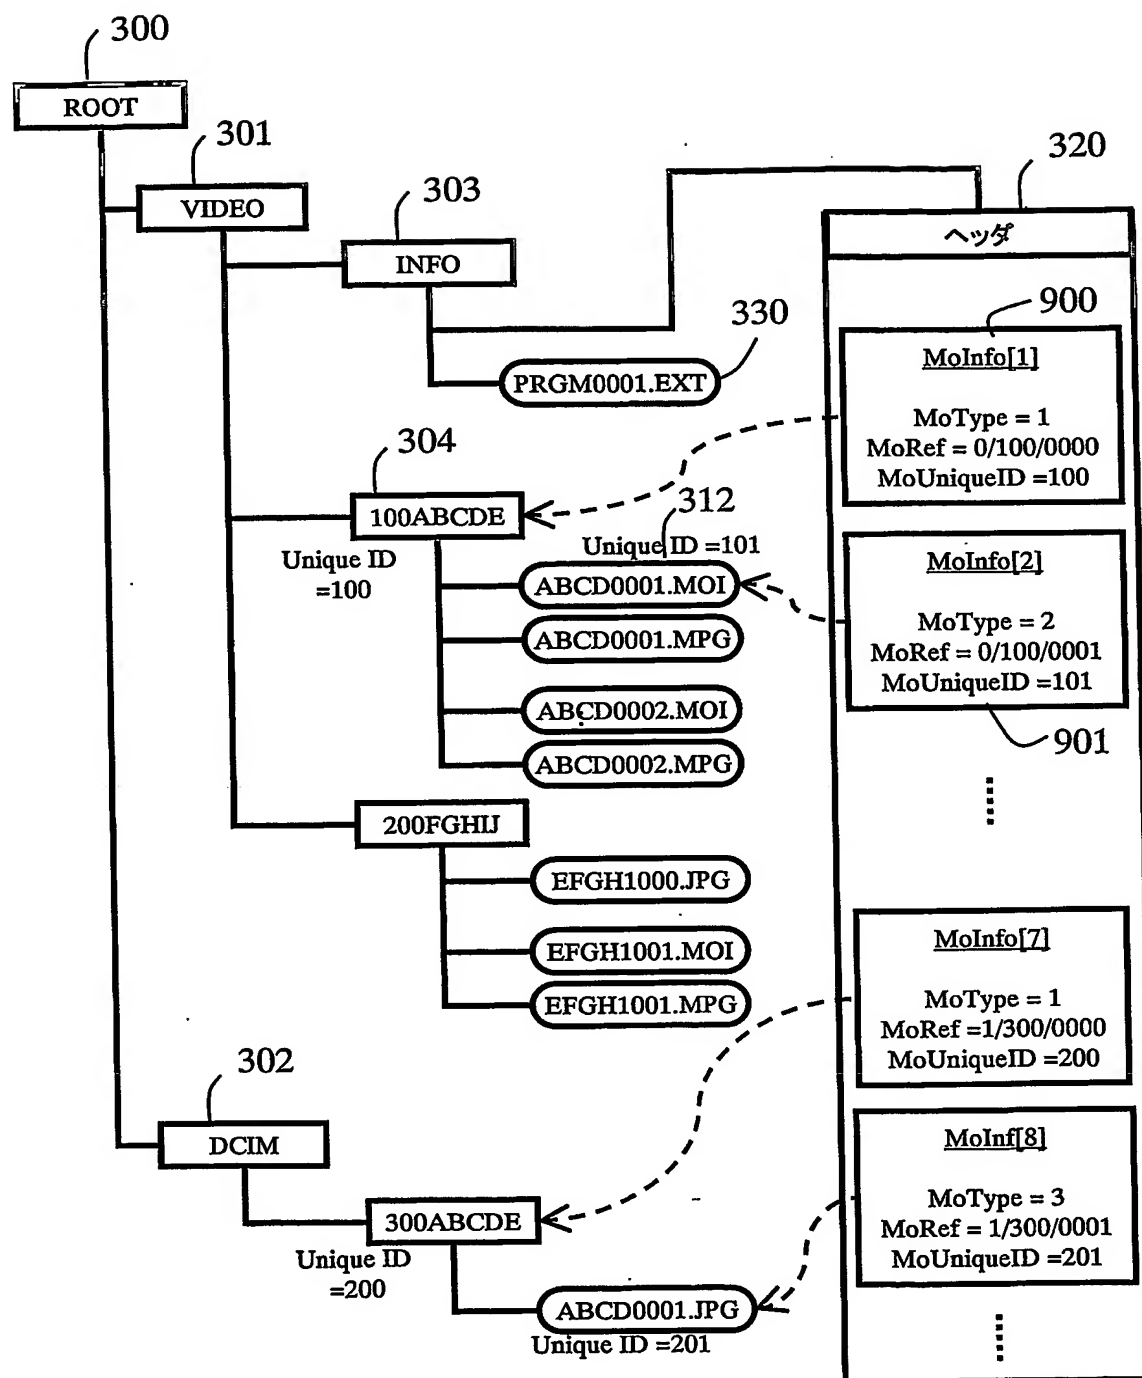 300
ROOT
301
VIDEO
303
INFO
320
ヘッダ
330
PRGM0001.EXT
900
MoInfo[1]
MoType = 1
MoRef = 0/100/0000
MoUniqueID =100
304
100ABCDE
Unique ID
=100
312
Unique ID =101
ABCD0001.MOI
ABCD0001.MPG
ABCD0002.MOI
ABCD0002.MPG
MoInfo[2]
MoType = 2
MoRef = 0/100/0001
MoUniqueID =101
901
200FGHIJ
EFGH1000.JPG
EFGH1001.MOI
EFGH1001.MPG
MoInfo[7]
MoType = 1
MoRef =1/300/0000
MoUniqueID =200
302
DCIM
300ABCDE
Unique ID
=200
ABCD0001.JPG
Unique ID =201
MoInf[8]
MoType = 3
MoRef = 1/300/0001
MoUniqueID =201